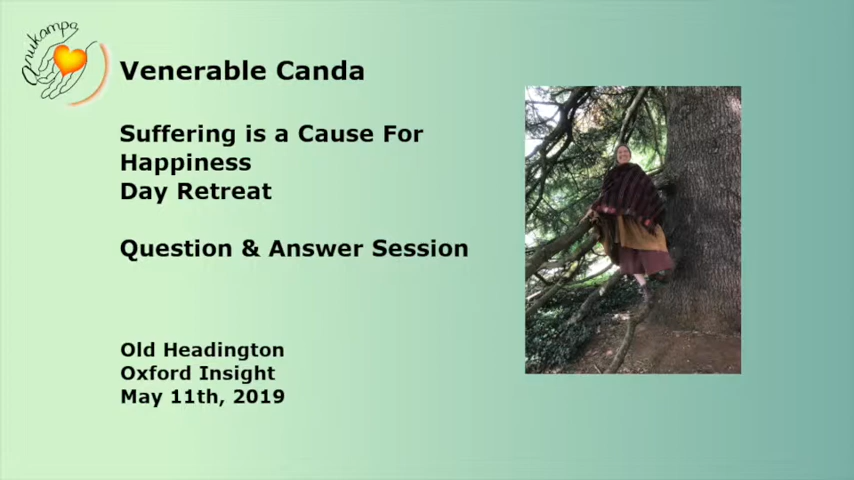 anukampa
Venerable Canda
Suffering is a Cause For
Happiness
Day Retreat
Question & Answer Session
Old Headington
Oxford Insight
May 11th, 2019